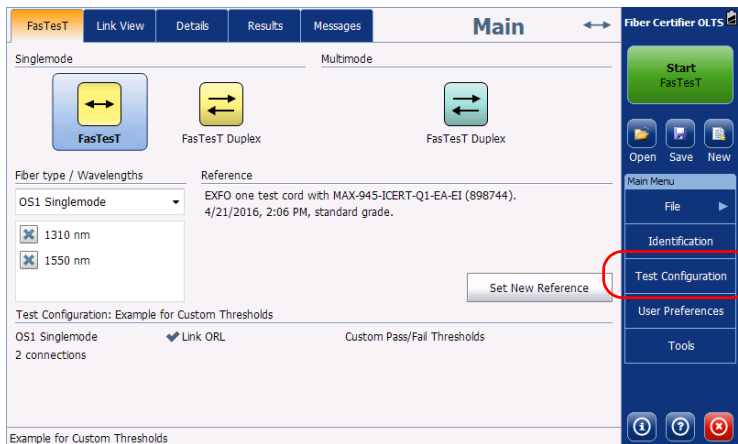 FasTesT Link View Details Results Messages Main Fiber Certifier OLTS
Singlemode Multimode
Start
FasTesT
FasTesT FasTesT Duplex FasTesT Duplex
Open Save New
Fiber type / Wavelengths Reference
Main Menu
OS1 Singlemode
EXFO one test cord with MAX-945-ICERT-Q1-EA-EI (898744).
4/21/2016, 2:06 PM, standard grade.
File
1310 nm
Identification
1550 nm
Test Configuration
Set New Reference
User Preferences
Test Configuration: Example for Custom Thresholds
OS1 Singlemode Link ORL Custom Pass/Fail Thresholds
2 connections
Tools
Example for Custom Thresholds